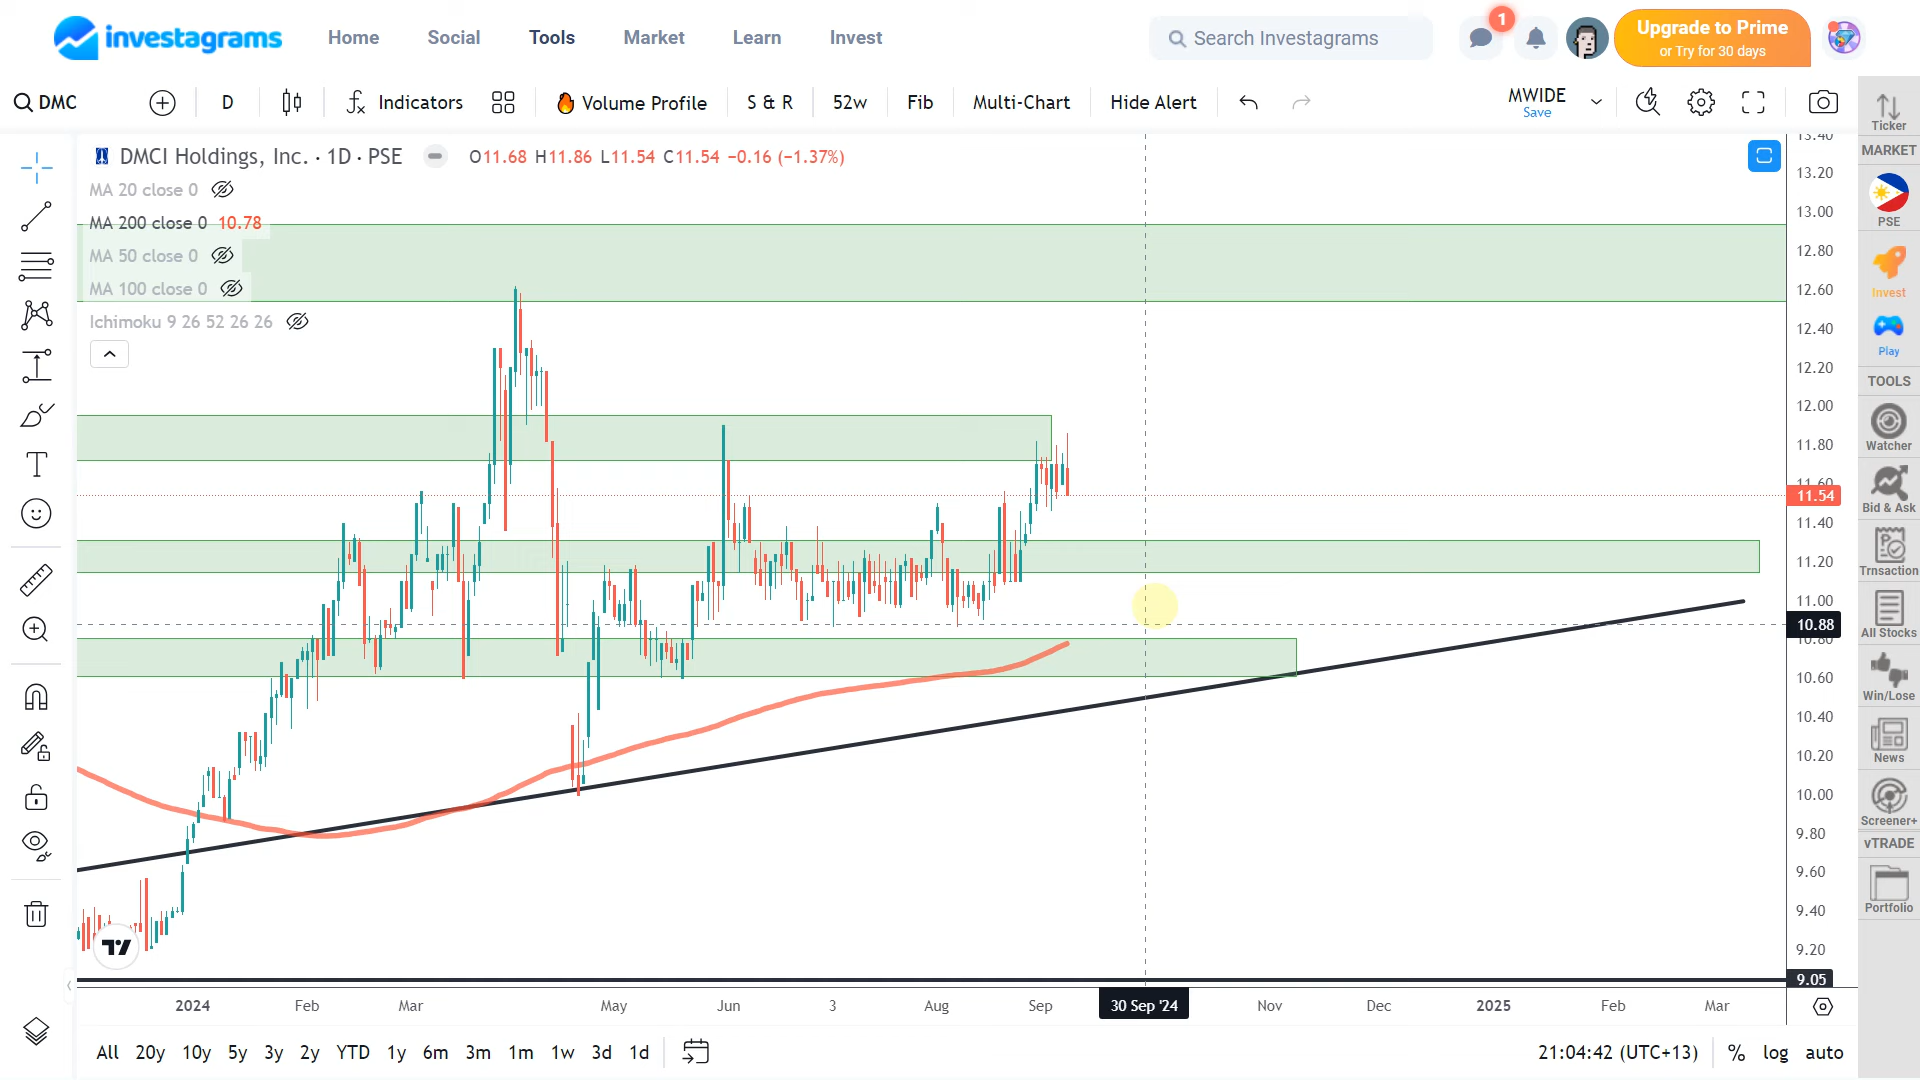 investagrams Home Social Tools Market Learn Invest Search Investagrams 1 Upgrade to Prime
or Try for 30 days
DMC D Indicators Volume Profile S & R 52w Fib Multi-Chart Hide Alert MWIDE
Save
DMCI Holdings, Inc. · 1D · PSE O11.68 H11.86 L11.54 C11.54 −0.16 (−1.37%)
MA 20 close 0
MA 200 close 0 10.78
MA 50 close 0
MA 100 close 0
Ichimoku 9 26 52 26 26
13.40
13.20
13.00
12.80
12.60
12.40
12.20
12.00
11.80
11.60
11.54
11.40
11.20
11.00
10.88
10.80
10.60
10.40
10.20
10.00
9.80
9.60
9.40
9.20
9.05
2024 Feb Mar May Jun 3 Aug Sep 30 Sep '24 Nov Dec 2025 Feb Mar
All 20y 10y 5y 3y 2y YTD 1y 6m 3m 1m 1w 3d 1d 21:04:42 (UTC+13) % log auto
Ticker
MARKET
PSE
Invest
Play
TOOLS
Watcher
Bid & Ask
Trnsaction
All Stocks
Win/Lose
News
Screener+
vTRADE
Portfolio